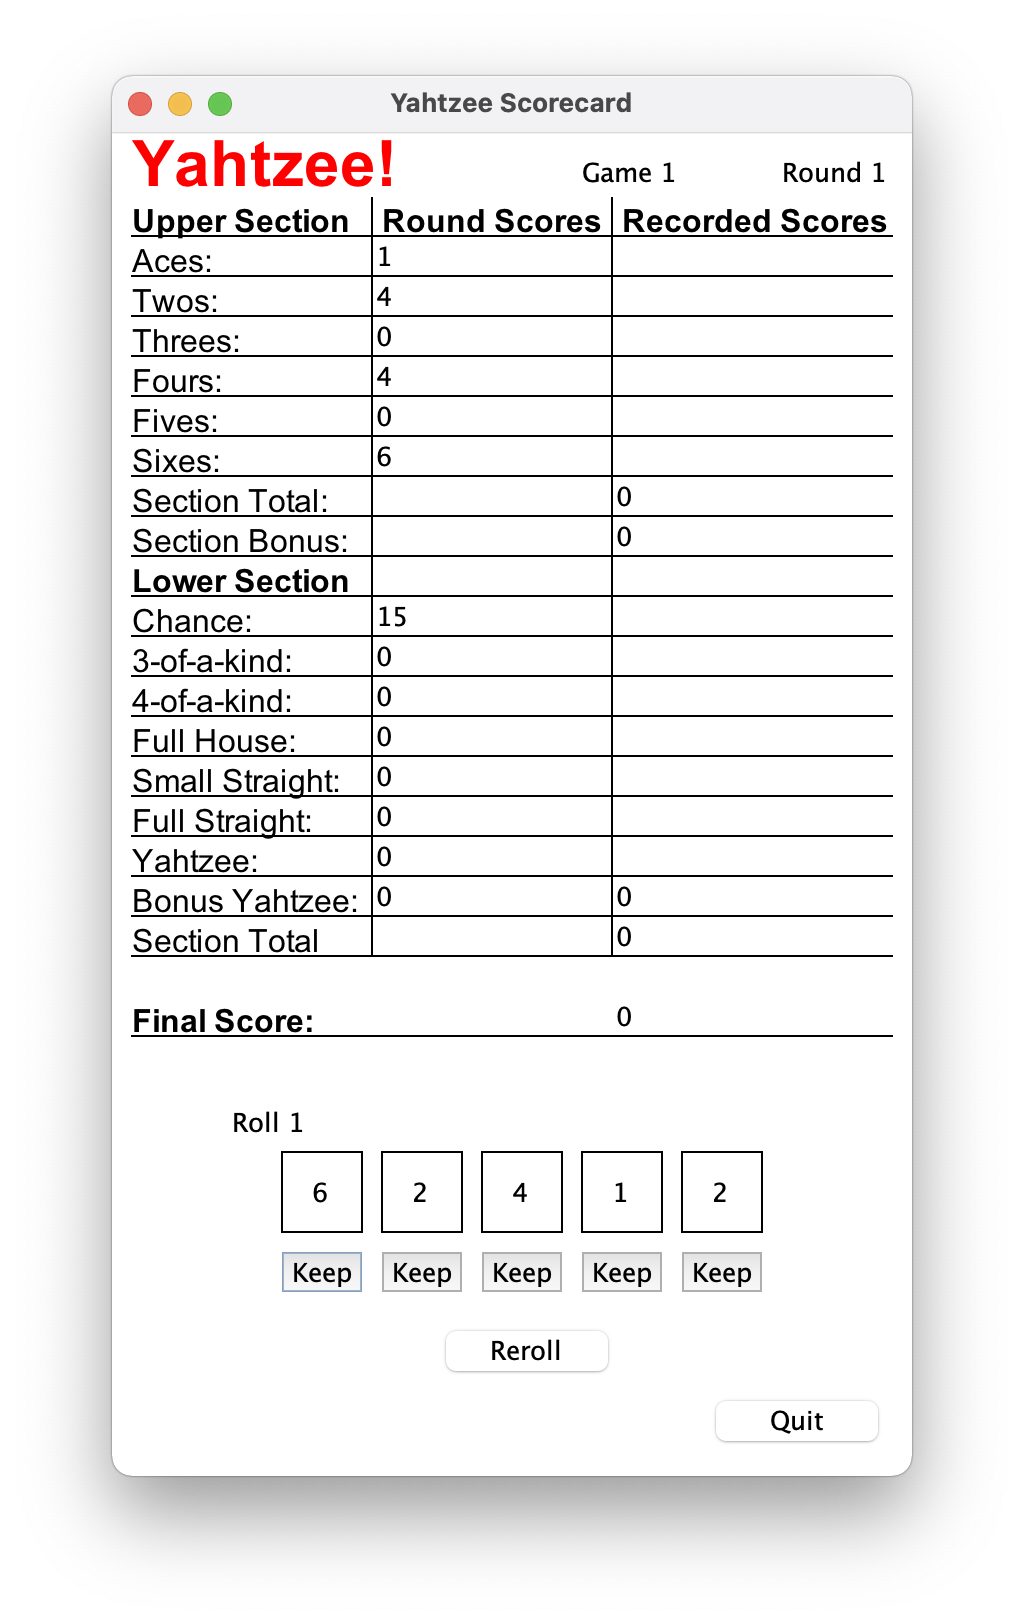 Yahtzee Scorecard
Yahtzee! Game 1 Round 1
Upper Section Round Scores Recorded Scores
Aces: 1
Twos: 4
Threes: 0
Fours: 4
Fives: 0
Sixes: 6
Section Total: 0
Section Bonus: 0
Lower Section
Chance: 15
3-of-a-kind: 0
4-of-a-kind: 0
Full House: 0
Small Straight: 0
Full Straight: 0
Yahtzee: 0
Bonus Yahtzee: 0 0
Section Total 0
Final Score: 0
Roll 1
6 2 4 1 2
Keep Keep Keep Keep Keep
Reroll
Quit